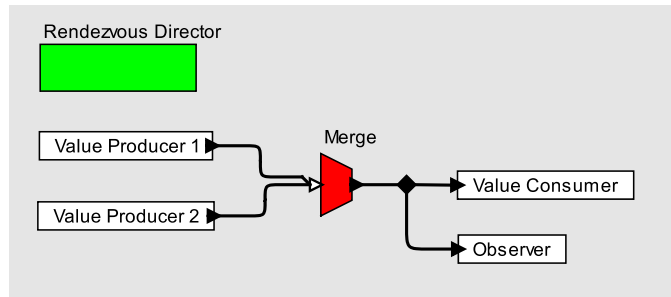 Rendezvous Director
Value Producer 1
Merge
Value Consumer
Value Producer 2
Observer